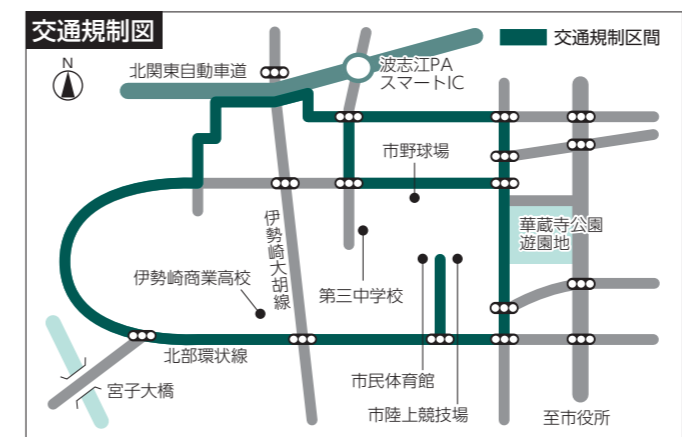 交通規制図
交通規制区間
N
北関東自動車道
波志江PA
スマートIC
市野球場
華蔵寺公園
遊園地
伊勢崎大胡線
伊勢崎商業高校
第三中学校
北部環状線
市民体育館
宮子大橋
市陸上競技場
至市役所